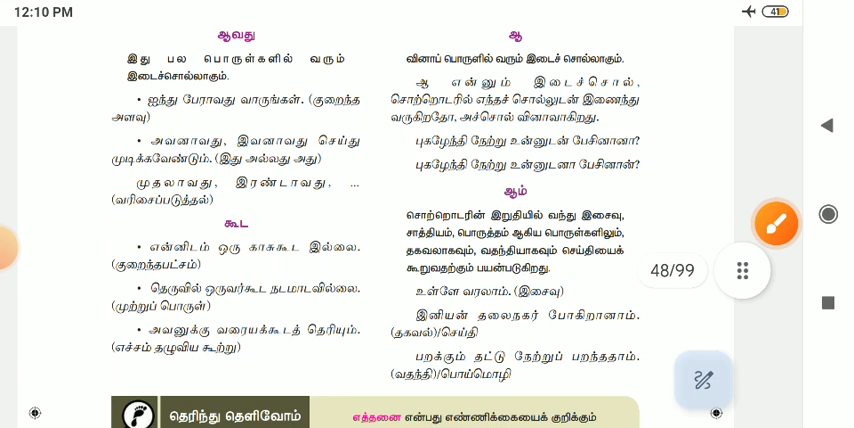 12:10 PM
41
ஆவது
இது பல பொருள்களில் வரும்
இடைச்சொல்லாகும்.
• ஐந்து பேராவது வாருங்கள். (குறைந்த
அளவு)
• அவனாவது, இவனாவது செய்து
முடிக்கவேண்டும். (இது அல்லது அது)
முதலாவது, இரண்டாவது, ...
(வரிசைப்படுத்தல்)
கூட
• என்னிடம் ஒரு காசுகூட இல்லை.
(குறைந்தபட்சம்)
• தெருவில் ஒருவர்கூட நடமாடவில்லை.
(முற்றுப் பொருள்)
• அவனுக்கு வரையக்கூடத் தெரியும்.
(எச்சம் தழுவிய கூற்று)
ஆ
வினாப் பொருளில் வரும் இடைச் சொல்லாகும்.
ஆ என்னும் இடைச்சொல்,
சொற்றொடரில் எந்தச் சொல்லுடன் இணைந்து
வருகிறதோ, அச்சொல் வினாவாகிறது.
புகழேந்தி நேற்று உன்னுடன் பேசினானா?
புகழேந்தி நேற்று உன்னுடனா பேசினான்?
ஆம்
சொற்றொடரின் இறுதியில் வந்து இசைவு,
சாத்தியம், பொருத்தம் ஆகிய பொருள்களிலும்,
தகவலாகவும், வதந்தியாகவும் செய்தியைக்
கூறுவதற்கும் பயன்படுகிறது.
உள்ளே வரலாம். (இசைவு)
இனியன் தலைநகர் போகிறானாம்.
(தகவல்)/செய்தி
பறக்கும் தட்டு நேற்றுப் பறந்ததாம்.
(வதந்தி)/பொய்மொழி
48/99
தெரிந்து தெளிவோம்
எத்தனை என்பது எண்ணிக்கையைக் குறிக்கும்